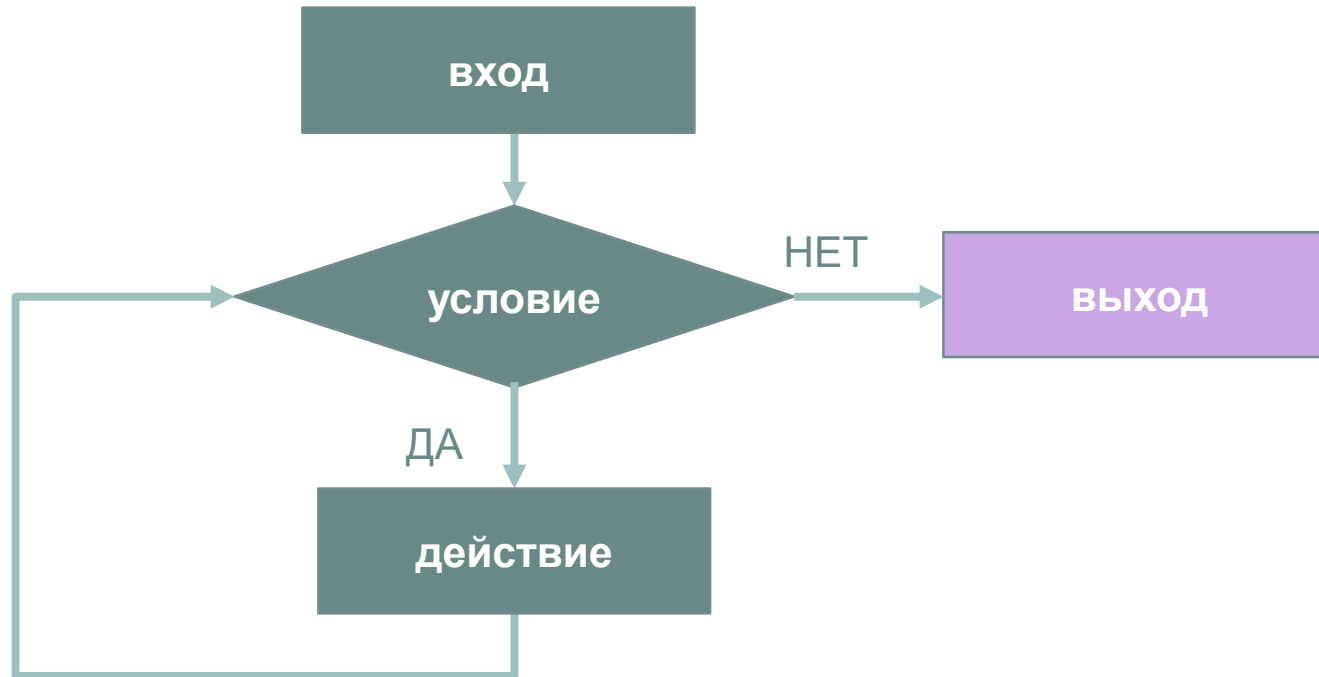 вход
НЕТ
условие
выход
ДА
действие